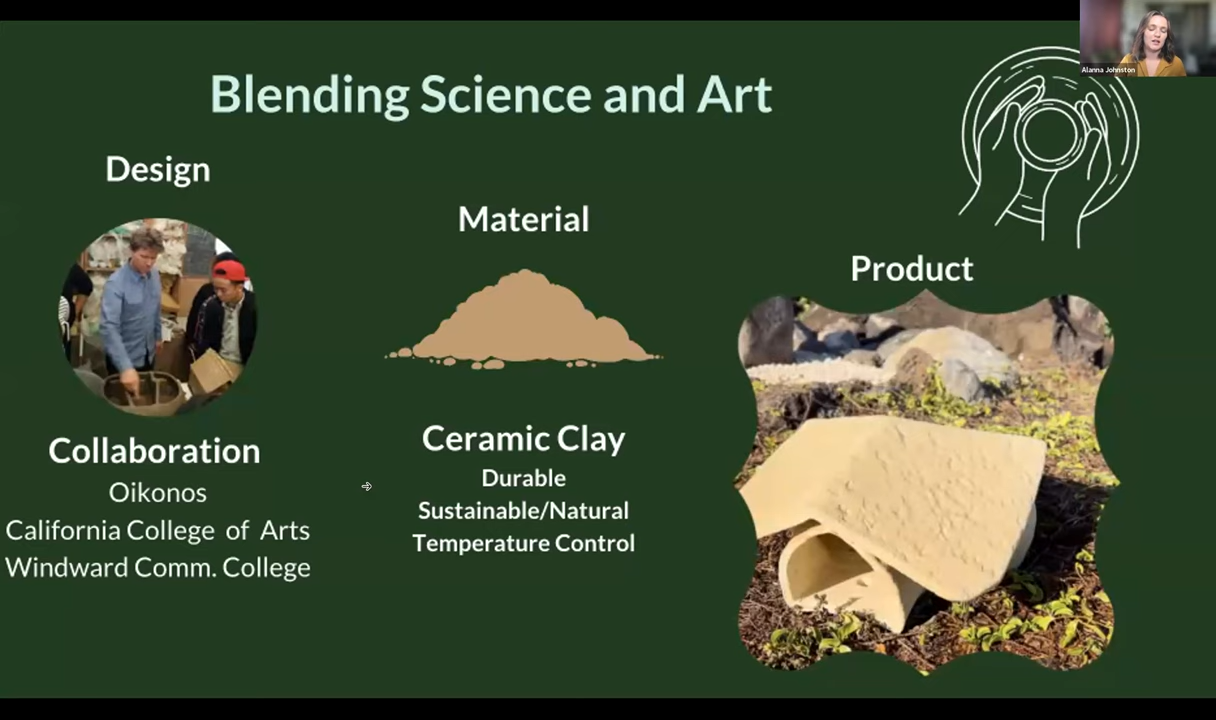 Alanna Johnston
Blending Science and Art
Design
Collaboration
Oikonos
California College of Arts
Windward Comm. College
Material
Ceramic Clay
Durable
Sustainable/Natural
Temperature Control
Product